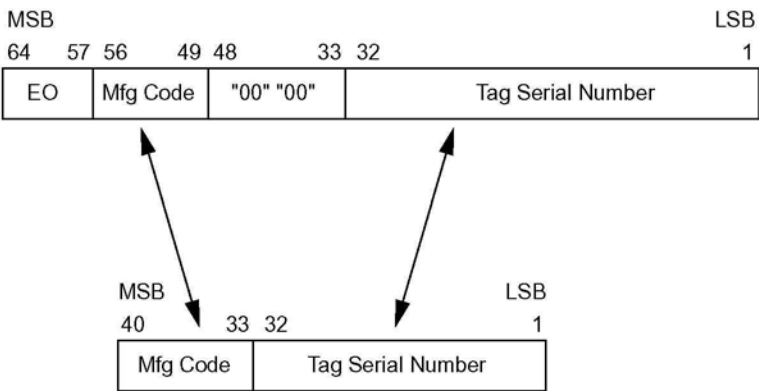 MSB LSB
64 57 56 49 48 33 32 1
EO Mfg Code "00" "00" Tag Serial Number
MSB LSB
40 33 32 1
Mfg Code Tag Serial Number